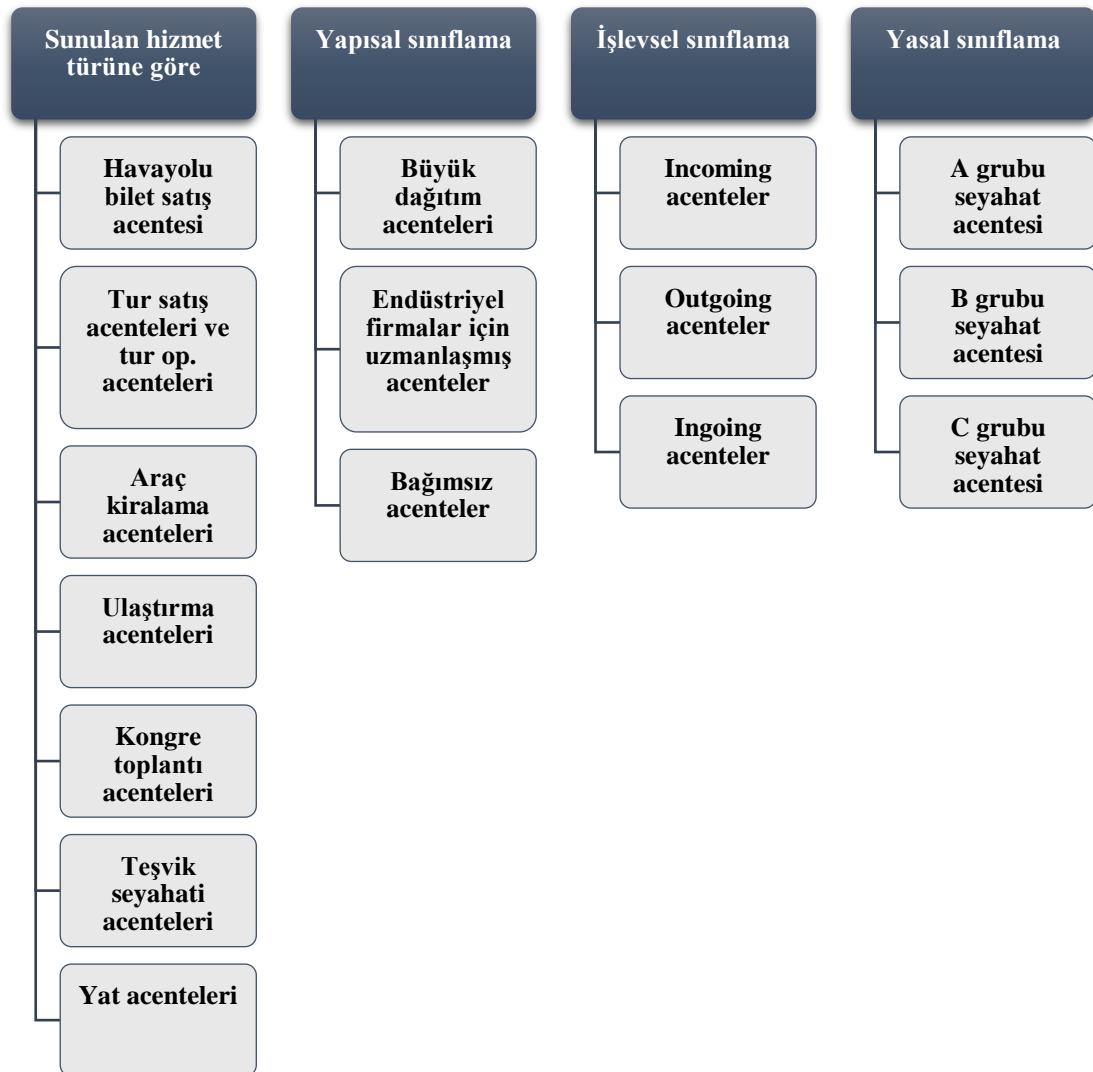 Sunulan hizmet
türüne göre
Havayolu
bilet satış
acentesi
Tur satış
acenteleri ve
tur op.
acenteleri
Araç
kiralama
acenteleri
Ulaştırma
acenteleri
Kongre
toplantı
acenteleri
Teşvik
seyahati
acenteleri
Yat acenteleri
Yapısal sınıflama
Büyük
dağıtım
acenteleri
Endüstriyel
firmalar için
uzmanlaşmış
acenteler
Bağımsız
acenteler
İşlevsel sınıflama
Incoming
acenteler
Outgoing
acenteler
Ingoing
acenteler
Yasal sınıflama
A grubu
seyahat
acentesi
B grubu
seyahat
acentesi
C grubu
seyahat
acentesi